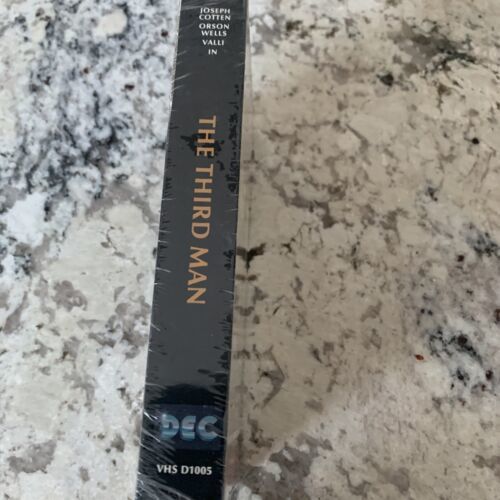 JOSEPH
COTTEN
ORSON
WELLS
VALLI
IN
THE THIRD MAN
DEC
VHS D1005